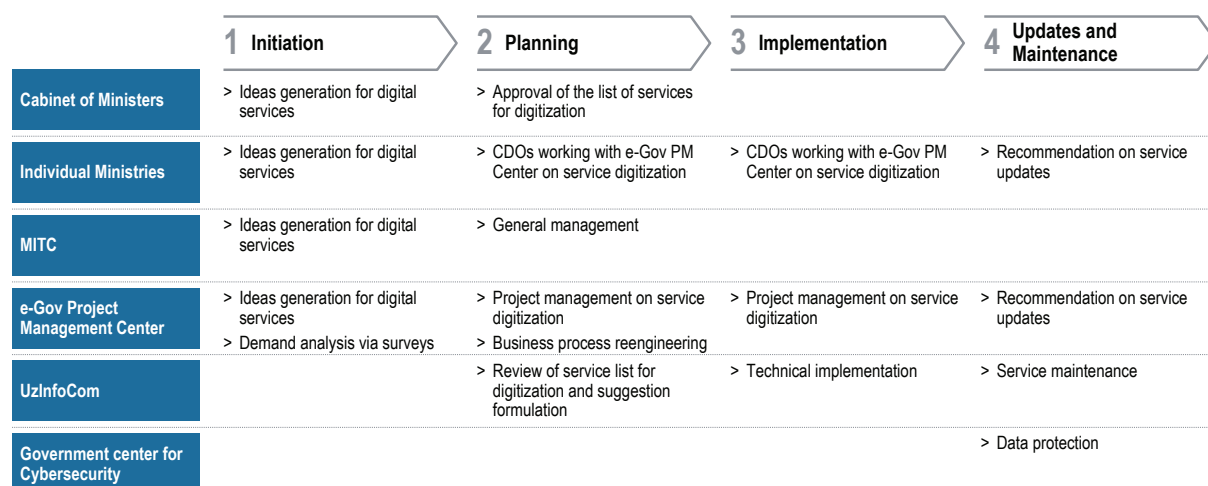 1 Initiation
2 Planning
3 Implementation
4 Updates and
Maintenance
Cabinet of Ministers
> Ideas generation for digital
services
> Approval of the list of services
for digitization
Individual Ministries
> Ideas generation for digital
services
> CDOs working with e-Gov PM
Center on service digitization
> CDOs working with e-Gov PM
Center on service digitization
> Recommendation on service
updates
MITC
> Ideas generation for digital
services
> General management
e-Gov Project
Management Center
> Ideas generation for digital
services
> Demand analysis via surveys
> Project management on service
digitization
> Business process reengineering
> Project management on service
digitization
> Recommendation on service
updates
UzInfoCom
> Review of service list for
digitization and suggestion
formulation
> Technical implementation
> Service maintenance
Government center for
Cybersecurity
> Data protection